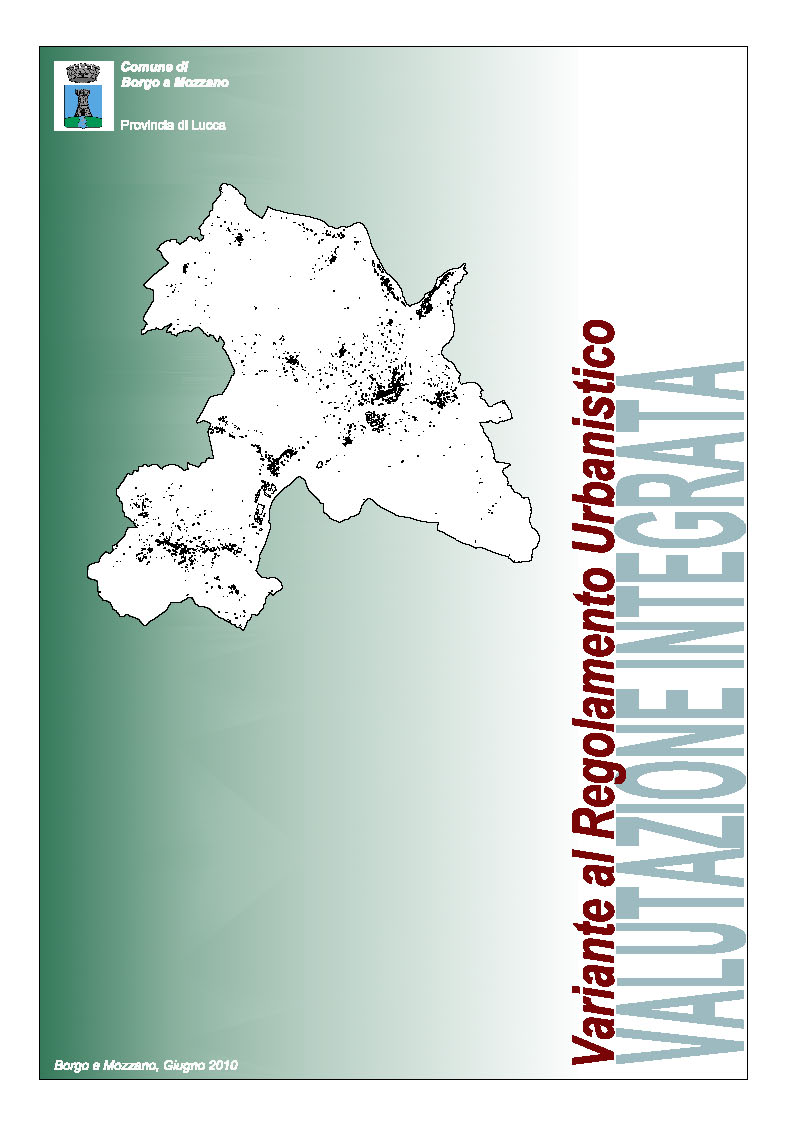 Comune di
Borgo a Mozzano
Provincia di Lucca
Variante al Regolamento Urbanistico
VALUTAZIONE INTEGRATA
Borgo a Mozzano, Giugno 2010